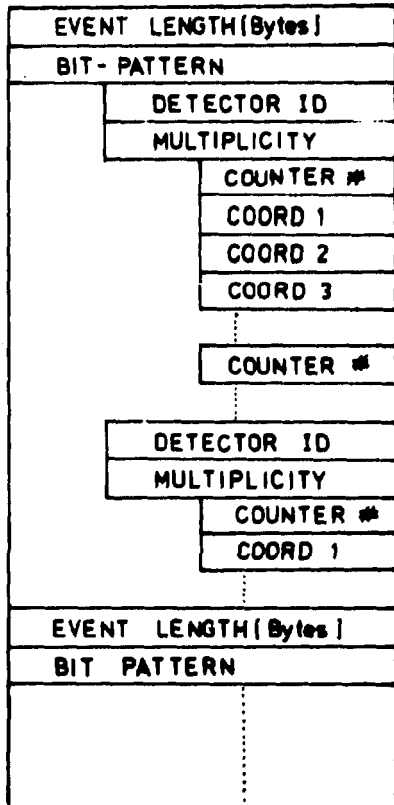 EVENT LENGTH(Bytes)
BIT-PATTERN
DETECTOR ID
MULTIPLICITY
COUNTER #
COORD 1
COORD 2
COORD 3
COUNTER #
DETECTOR ID
MULTIPLICITY
COUNTER #
COORD 1
EVENT LENGTH(Bytes)
BIT PATTERN